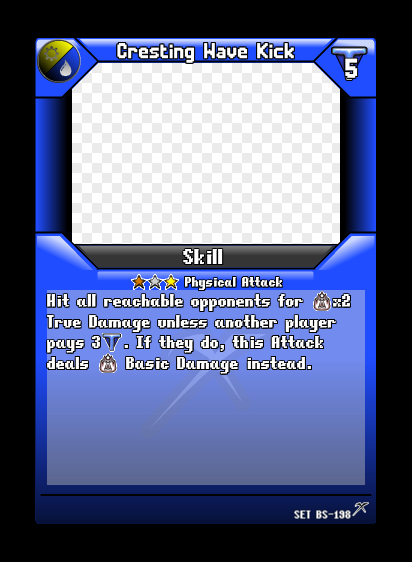 Cresting Wave Kick
5
Skill
Physical Attack
Hit all reachable opponents for x2
True Damage unless another player
pays 3. If they do, this Attack
deals Basic Damage instead.
SET BS-198